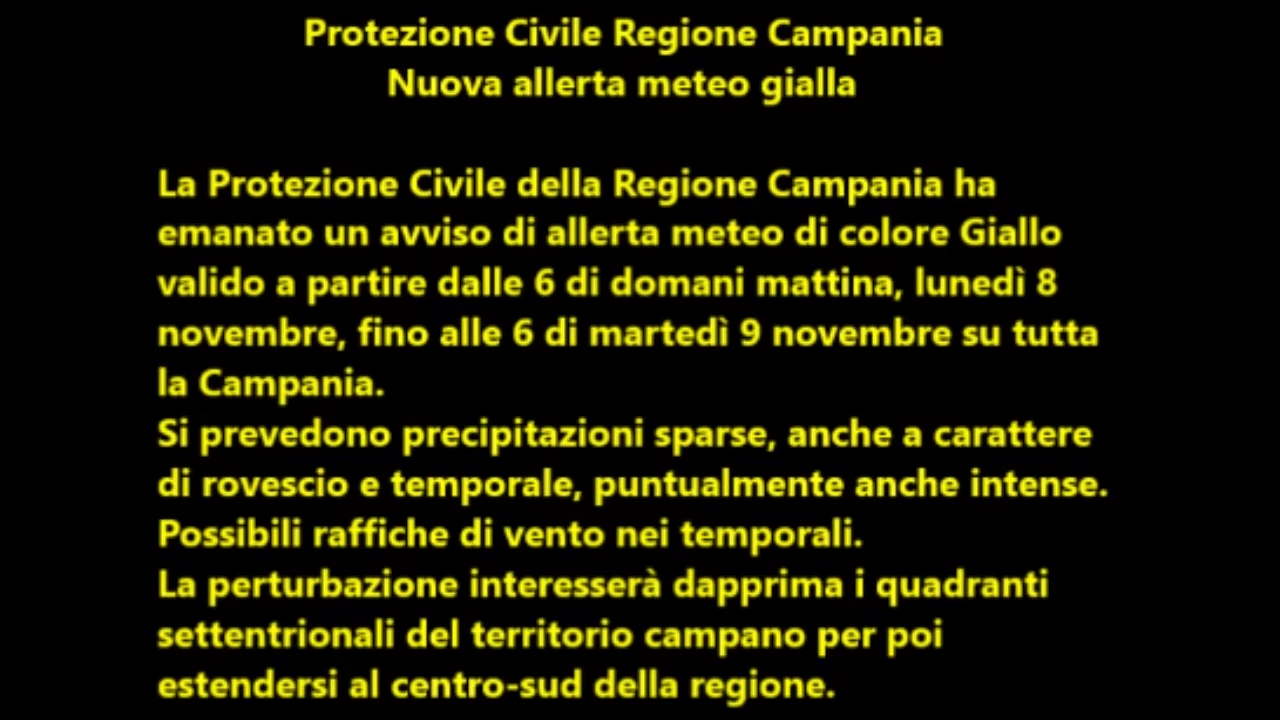 Protezione Civile Regione Campania
Nuova allerta meteo gialla
La Protezione Civile della Regione Campania ha
emanato un avviso di allerta meteo di colore Giallo
valido a partire dalle 6 di domani mattina, lunedì 8
novembre, fino alle 6 di martedì 9 novembre su tutta
la Campania.
Si prevedono precipitazioni sparse, anche a carattere
di rovescio e temporale, puntualmente anche intense.
Possibili raffiche di vento nei temporali.
La perturbazione interesserà dapprima i quadranti
settentrionali del territorio campano per poi
estendersi al centro-sud della regione.